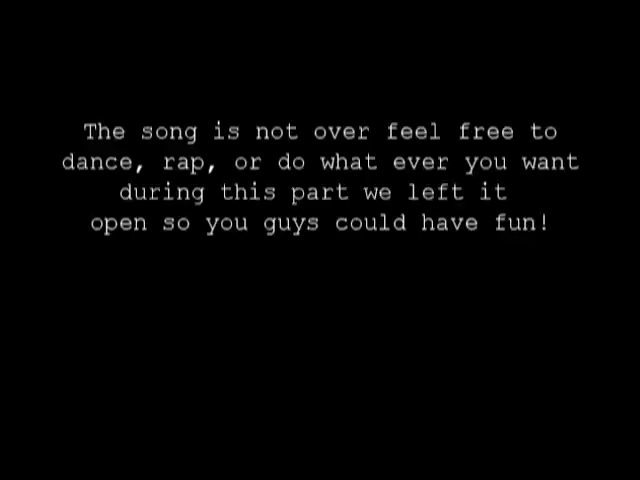 The song is not over feel free to
dance, rap, or do what ever you want
during this part we left it
open so you guys could have fun!